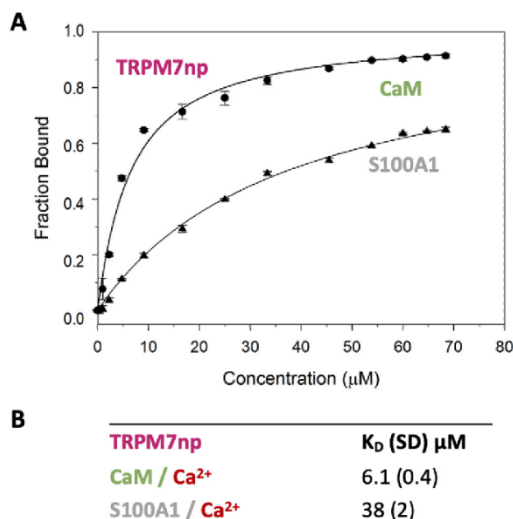 A
TRPM7np
CaM
S100A1
Fraction Bound
1.0
0.8
0.6
0.4
0.2
0.0
0 10 20 30 40 50 60 70 80
Concentration (μM)
B
TRPM7np K_D (SD) μM
CaM / Ca²⁺ 6.1 (0.4)
S100A1 / Ca²⁺ 38 (2)